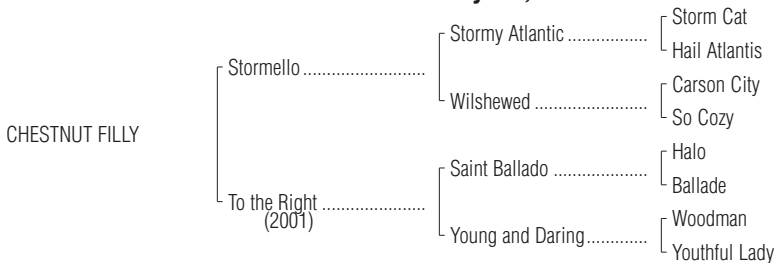 Storm Cat
Stormy Atlantic ................
Hail Atlantis
Stormello ..........................
Carson City
Wilshewed ........................
So Cozy
CHESTNUT FILLY
Halo
Saint Ballado ....................
Ballade
To the Right ......................
(2001)
Woodman
Young and Daring.............
Youthful Lady